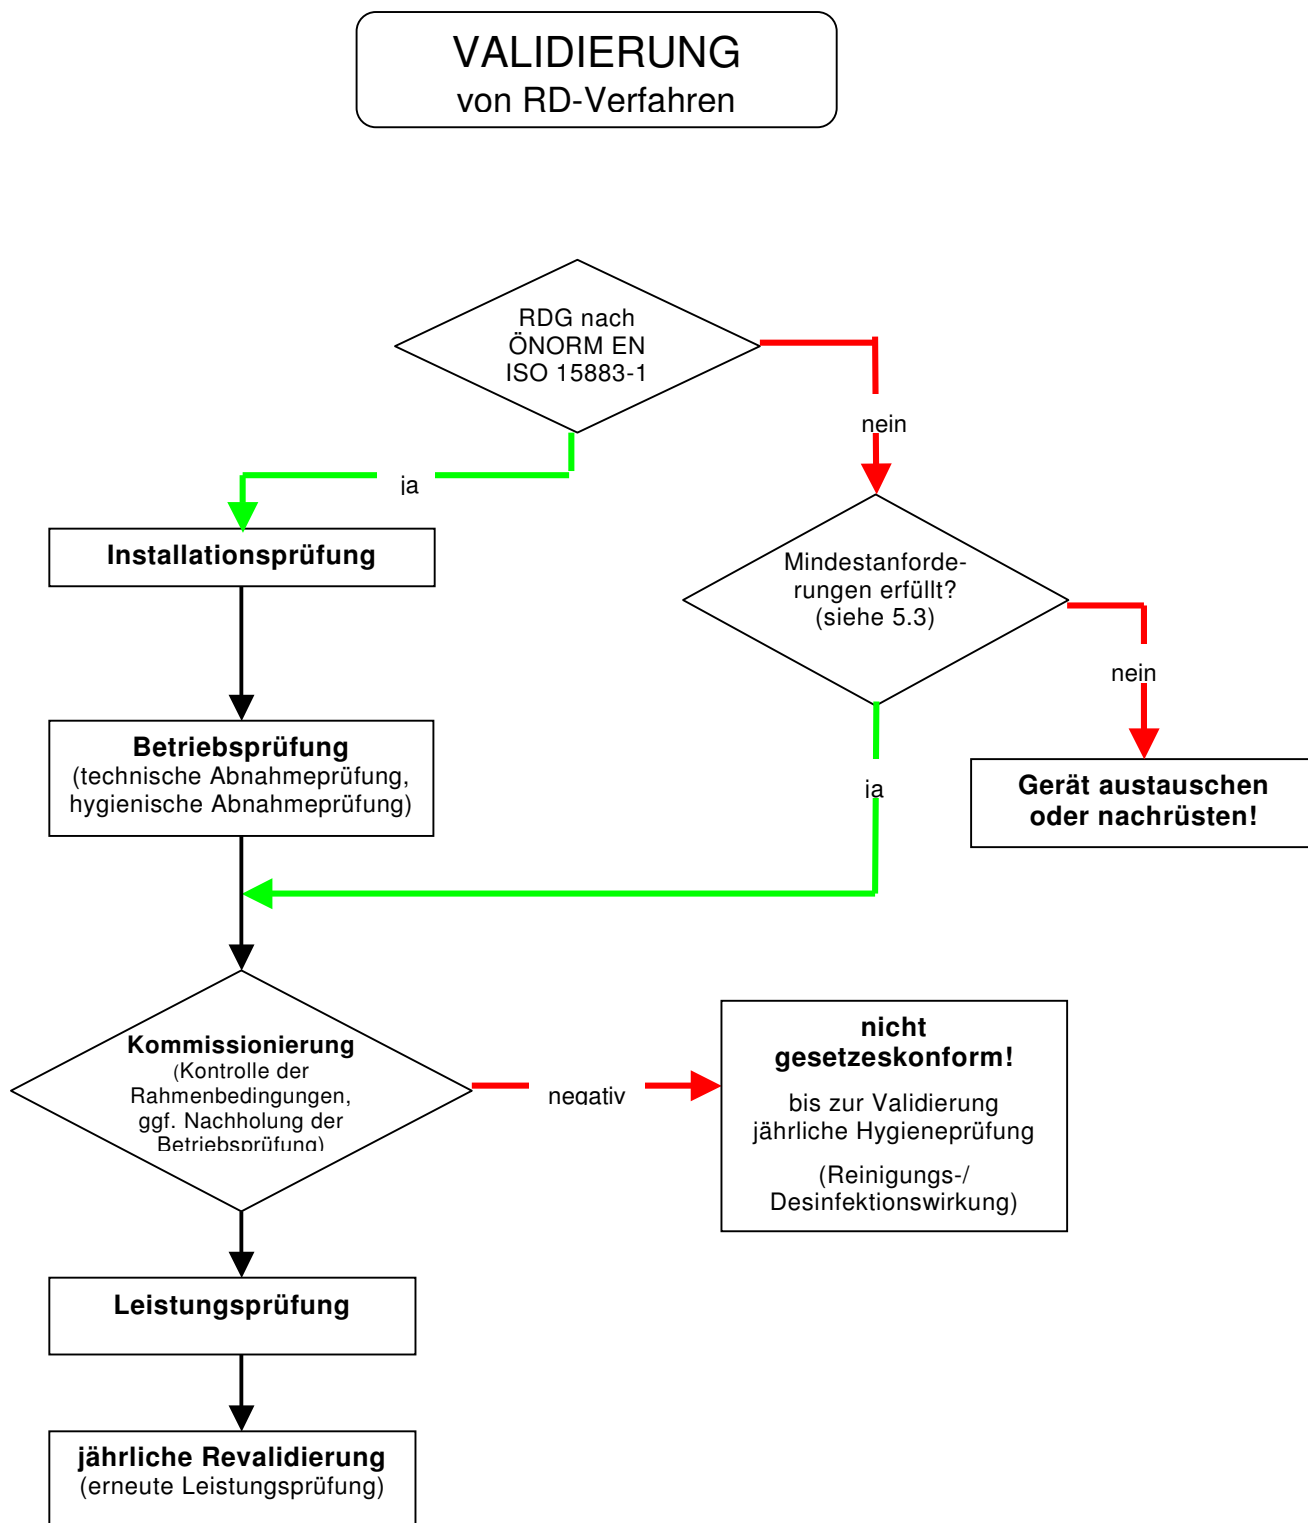 VALIDIERUNG
von RD-Verfahren
RDG nach
ÖNORM EN
ISO 15883-1
nein
ja
Installationsprüfung
Mindestanforde-
rungen erfüllt?
(siehe 5.3)
nein
Betriebsprüfung
(technische Abnahmeprüfung,
hygienische Abnahmeprüfung)
ja
Gerät austauschen
oder nachrüsten!
Kommissionierung
(Kontrolle der
Rahmenbedingungen,
ggf. Nachholung der
Betriebsprüfung)
negativ
nicht
gesetzeskonform!
bis zur Validierung
jährliche Hygieneprüfung
(Reinigungs-/
Desinfektionswirkung)
Leistungsprüfung
jährliche Revalidierung
(erneute Leistungsprüfung)